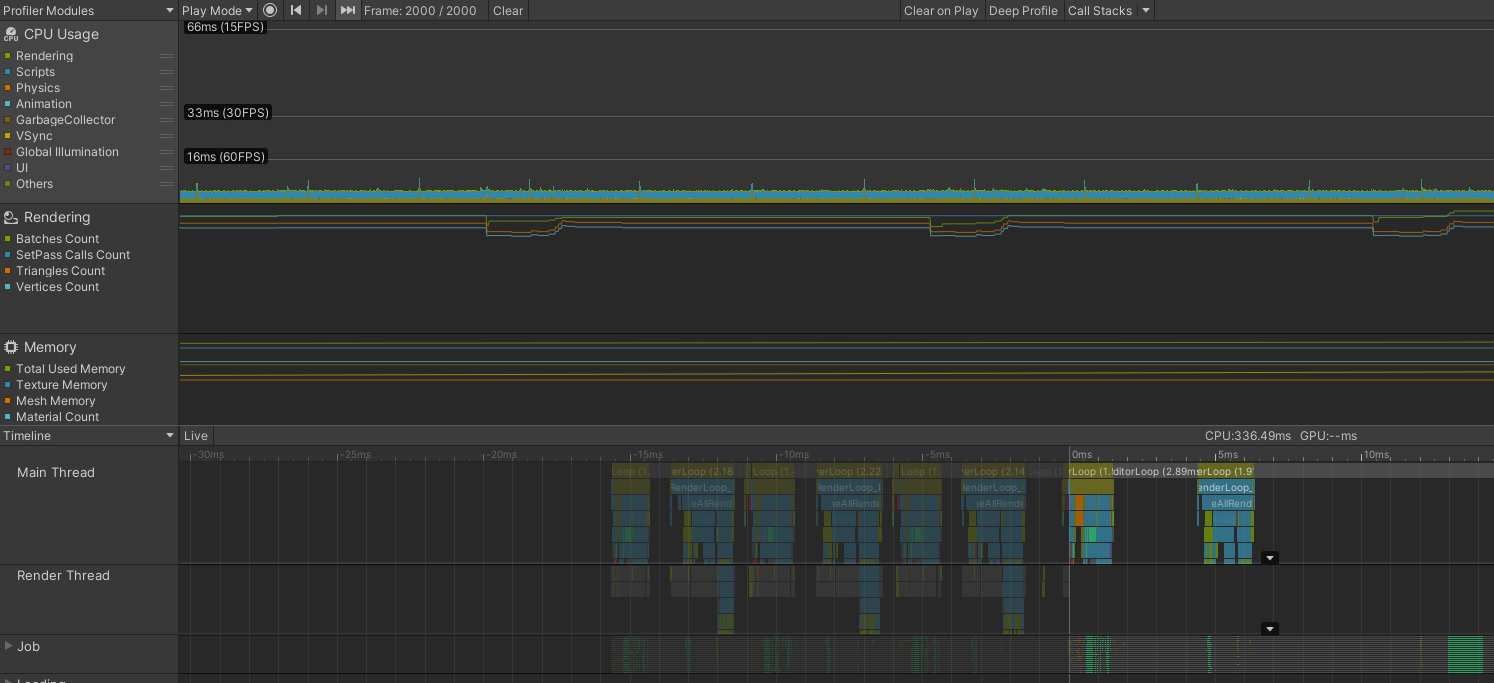 Profiler Modules Play Mode Frame: 2000 / 2000 Clear Clear on Play Deep Profile Call Stacks
CPU Usage
CPU
Rendering
Scripts
Physics
Animation
GarbageCollector
VSync
Global Illumination
UI
Others
66ms (15FPS)
33ms (30FPS)
16ms (60FPS)
Rendering
Batches Count
SetPass Calls Count
Triangles Count
Vertices Count
Memory
Total Used Memory
Texture Memory
Mesh Memory
Material Count
Timeline Live CPU:336.49ms GPU:--ms
-30ms -25ms -20ms -15ms -10ms -5ms 0ms 5ms 10ms
Main Thread
Loop (1. erLoop (2.18 Loop (1. erLoop (2.22 Loop (1. erLoop (2.14 Loop (1 rLoop (1. ditorLoop (2.89ms erLoop (1.9
RenderLoop_ RenderLoop_ RenderLoop_ enderLoop_
eAllRend eAllRende eAllRende eAllRend
Render Thread
Job